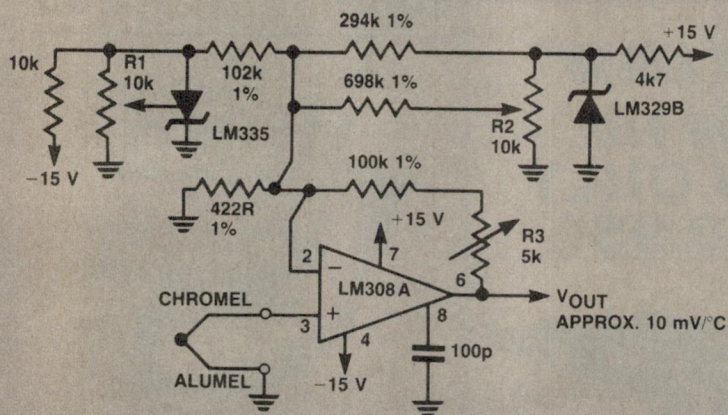 294k 1%
+15 V
10k
R1
10k
102k
1%
698k 1%
4k7
LM335
R2
10k
LM329B
-15 V
100k 1%
422R
1%
+15 V
R3
5k
2
7
6
LM308A
CHROMEL
3
8
VOUT
APPROX. 10 mV/°C
4
ALUMEL
-15 V
100p